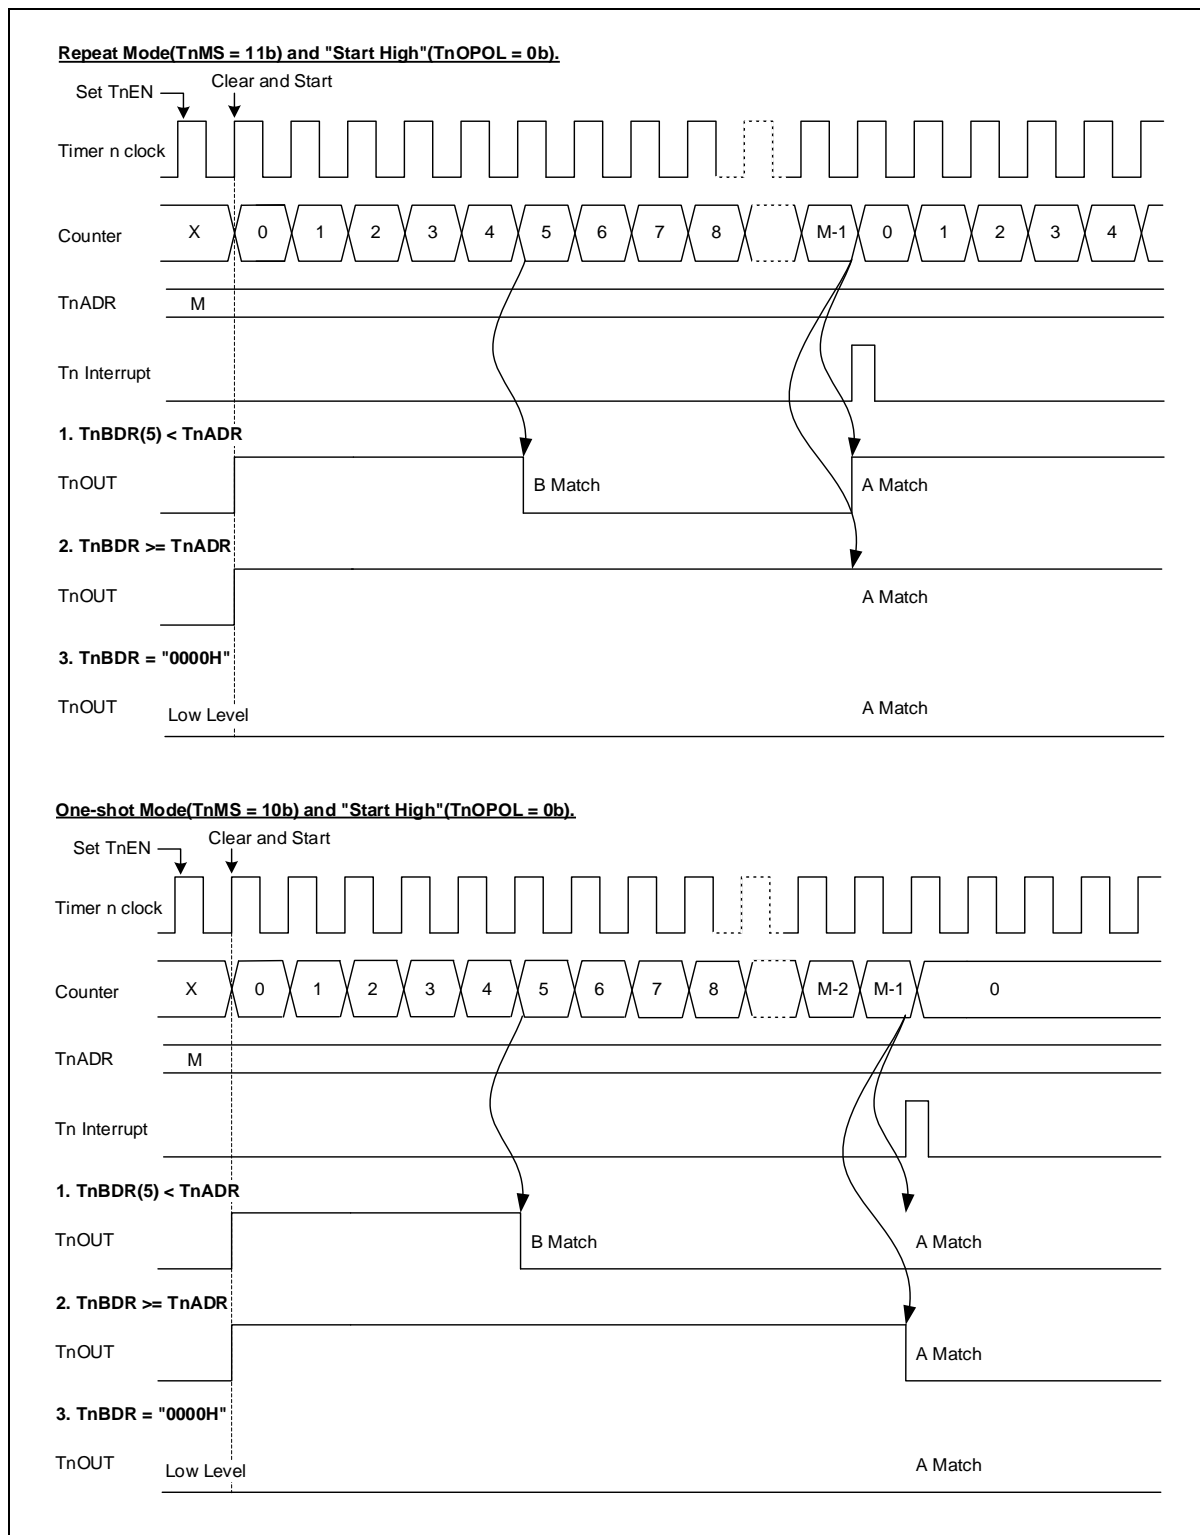 Repeat Mode(TnMS = 11b) and "Start High"(TnOPOL = 0b).
Set TnEN
Clear and Start
Timer n clock
Counter X 0 1 2 3 4 5 6 7 8 M-1 0 1 2 3 4
TnADR M
Tn Interrupt
1. TnBDR(5) < TnADR
TnOUT B Match A Match
2. TnBDR >= TnADR
TnOUT A Match
3. TnBDR = "0000H"
TnOUT Low Level A Match
One-shot Mode(TnMS = 10b) and "Start High"(TnOPOL = 0b).
Set TnEN
Clear and Start
Timer n clock
Counter X 0 1 2 3 4 5 6 7 8 M-2 M-1 0
TnADR M
Tn Interrupt
1. TnBDR(5) < TnADR
TnOUT B Match A Match
2. TnBDR >= TnADR
TnOUT A Match
3. TnBDR = "0000H"
TnOUT Low Level A Match